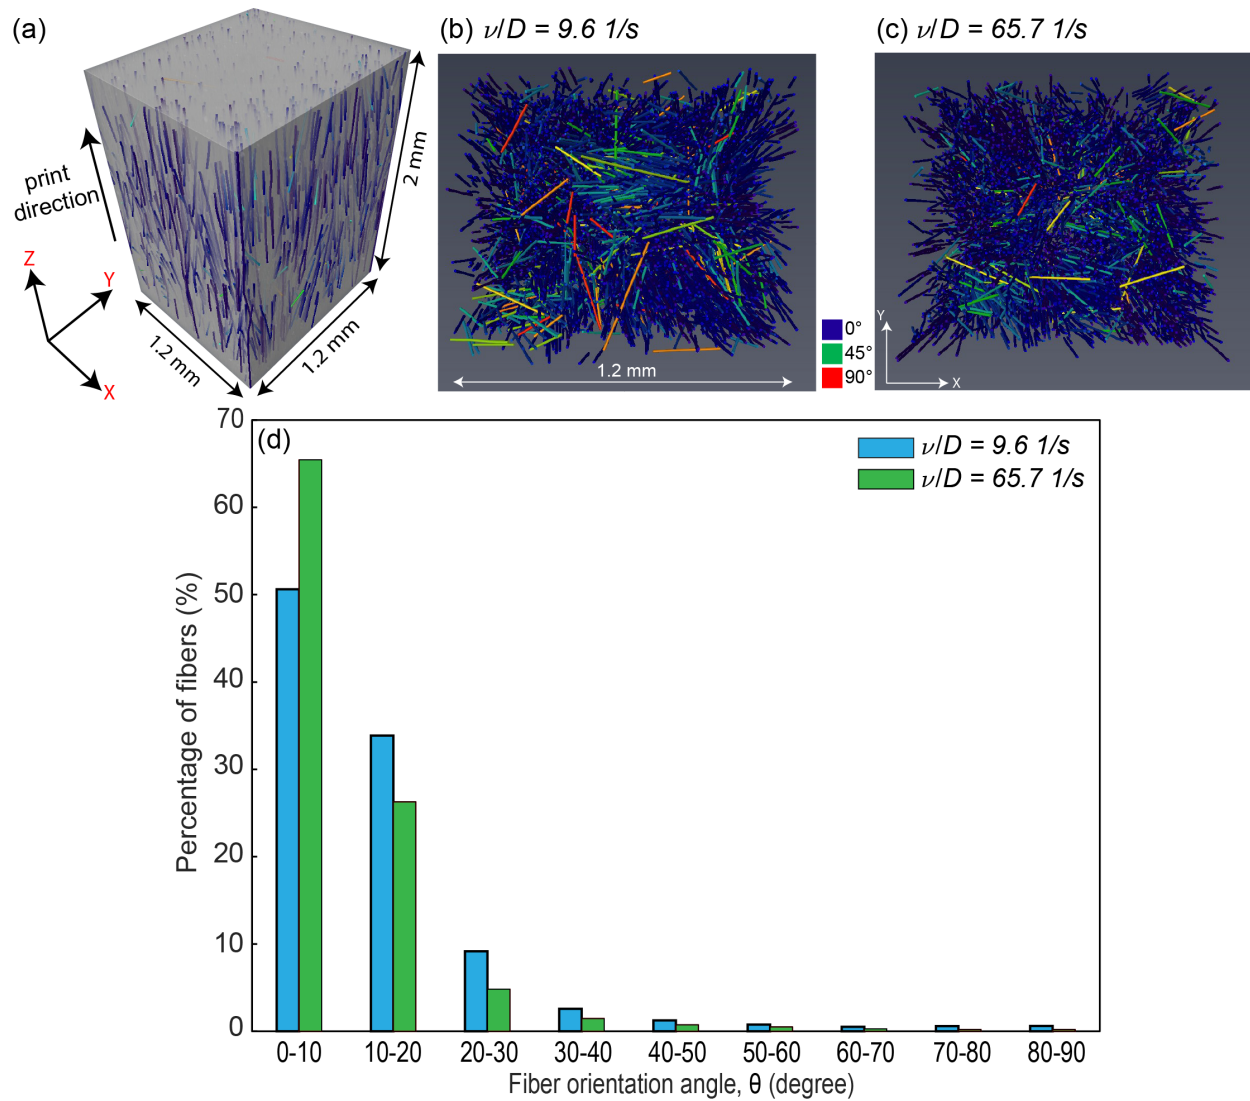 (a)
print
direction
2 mm
1.2 mm
1.2 mm
Z
Y
X
(b) ν/D = 9.6 1/s
1.2 mm
0°
45°
90°
(c) ν/D = 65.7 1/s
Y
X
(d)
ν/D = 9.6 1/s
ν/D = 65.7 1/s
Percentage of fibers (%)
70
60
50
40
30
20
10
0
0-10 10-20 20-30 30-40 40-50 50-60 60-70 70-80 80-90
Fiber orientation angle, θ (degree)